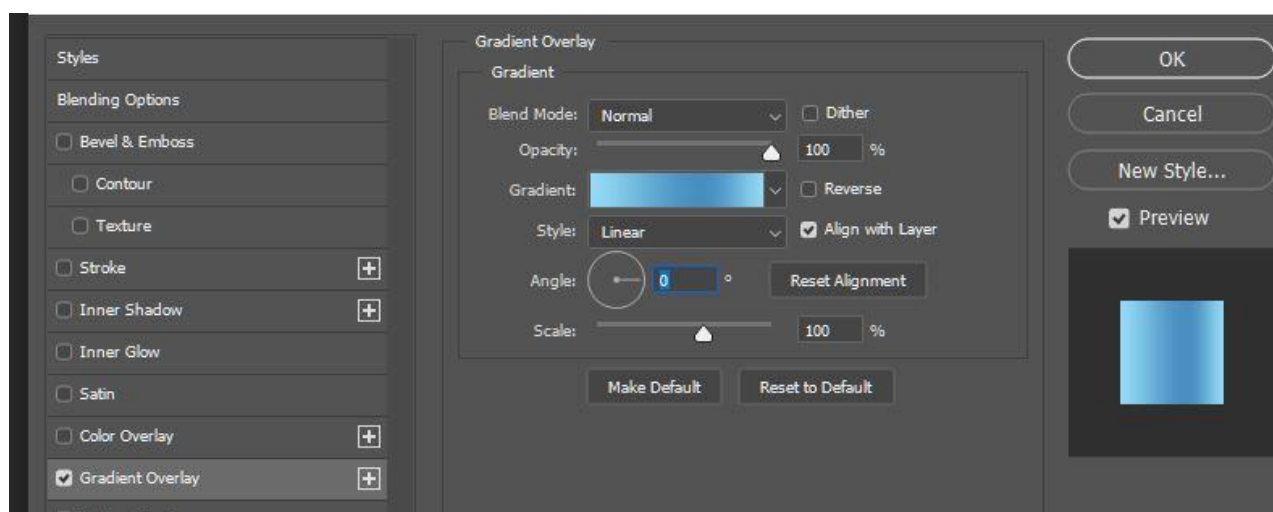 Styles
Blending Options
Bevel & Emboss
Contour
Texture
Stroke
Inner Shadow
Inner Glow
Satin
Color Overlay
Gradient Overlay
Gradient Overlay
Gradient
Blend Mode: Normal Dither
Opacity: 100 %
Gradient: Reverse
Style: Linear Align with Layer
Angle: 0 ° Reset Alignment
Scale: 100 %
Make Default Reset to Default
OK
Cancel
New Style...
Preview